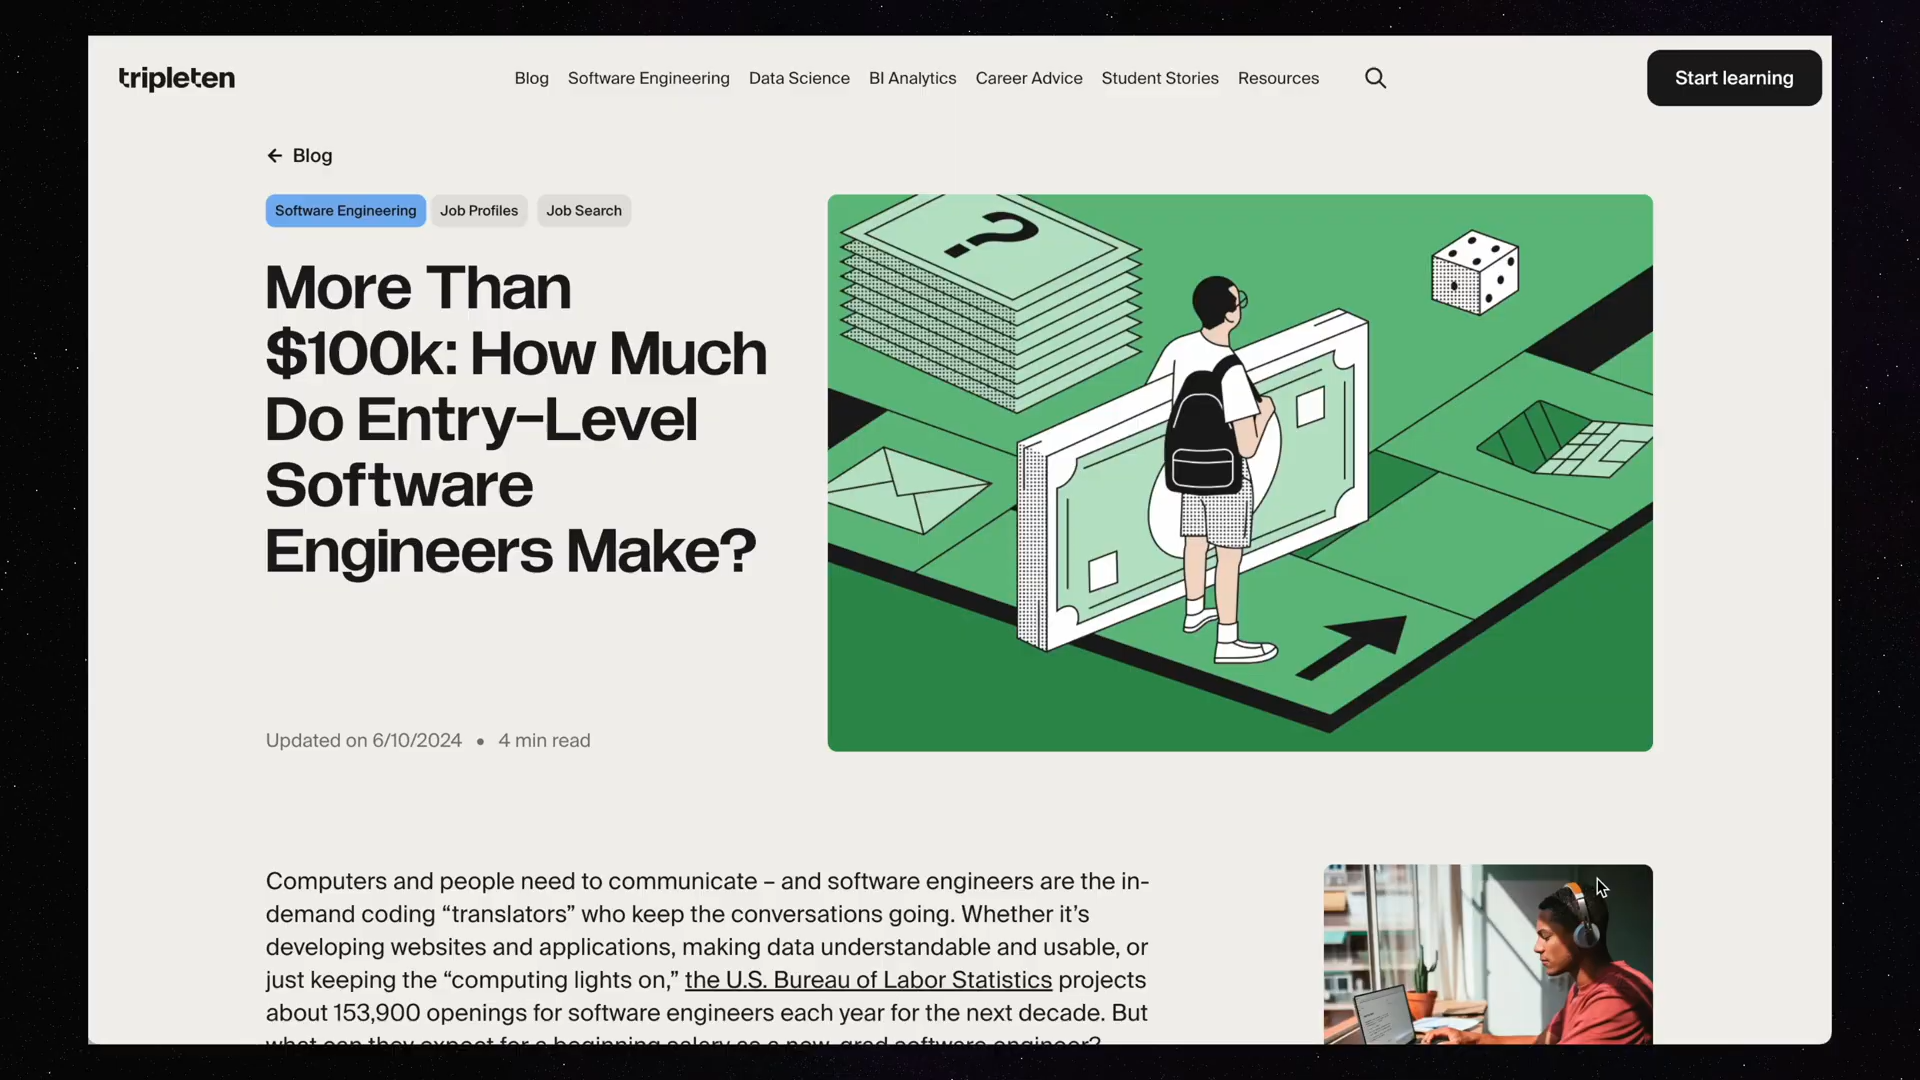 tripleten
Blog Software Engineering Data Science BI Analytics Career Advice Student Stories Resources
Start learning
← Blog
Software Engineering Job Profiles Job Search
More Than
$100k: How Much
Do Entry-Level
Software
Engineers Make?
?
Updated on 6/10/2024 • 4 min read
Computers and people need to communicate – and software engineers are the in-
demand coding “translators” who keep the conversations going. Whether it’s
developing websites and applications, making data understandable and usable, or
just keeping the “computing lights on,” the U.S. Bureau of Labor Statistics projects
about 153,900 openings for software engineers each year for the next decade. But
what can they expect for a beginning salary as a new-grad software engineer?